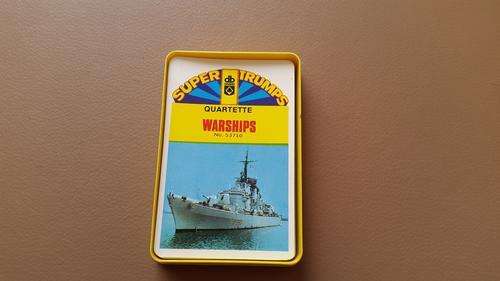 SUPER TRUMPS
QUARTETTE
WARSHIPS
No. 53710